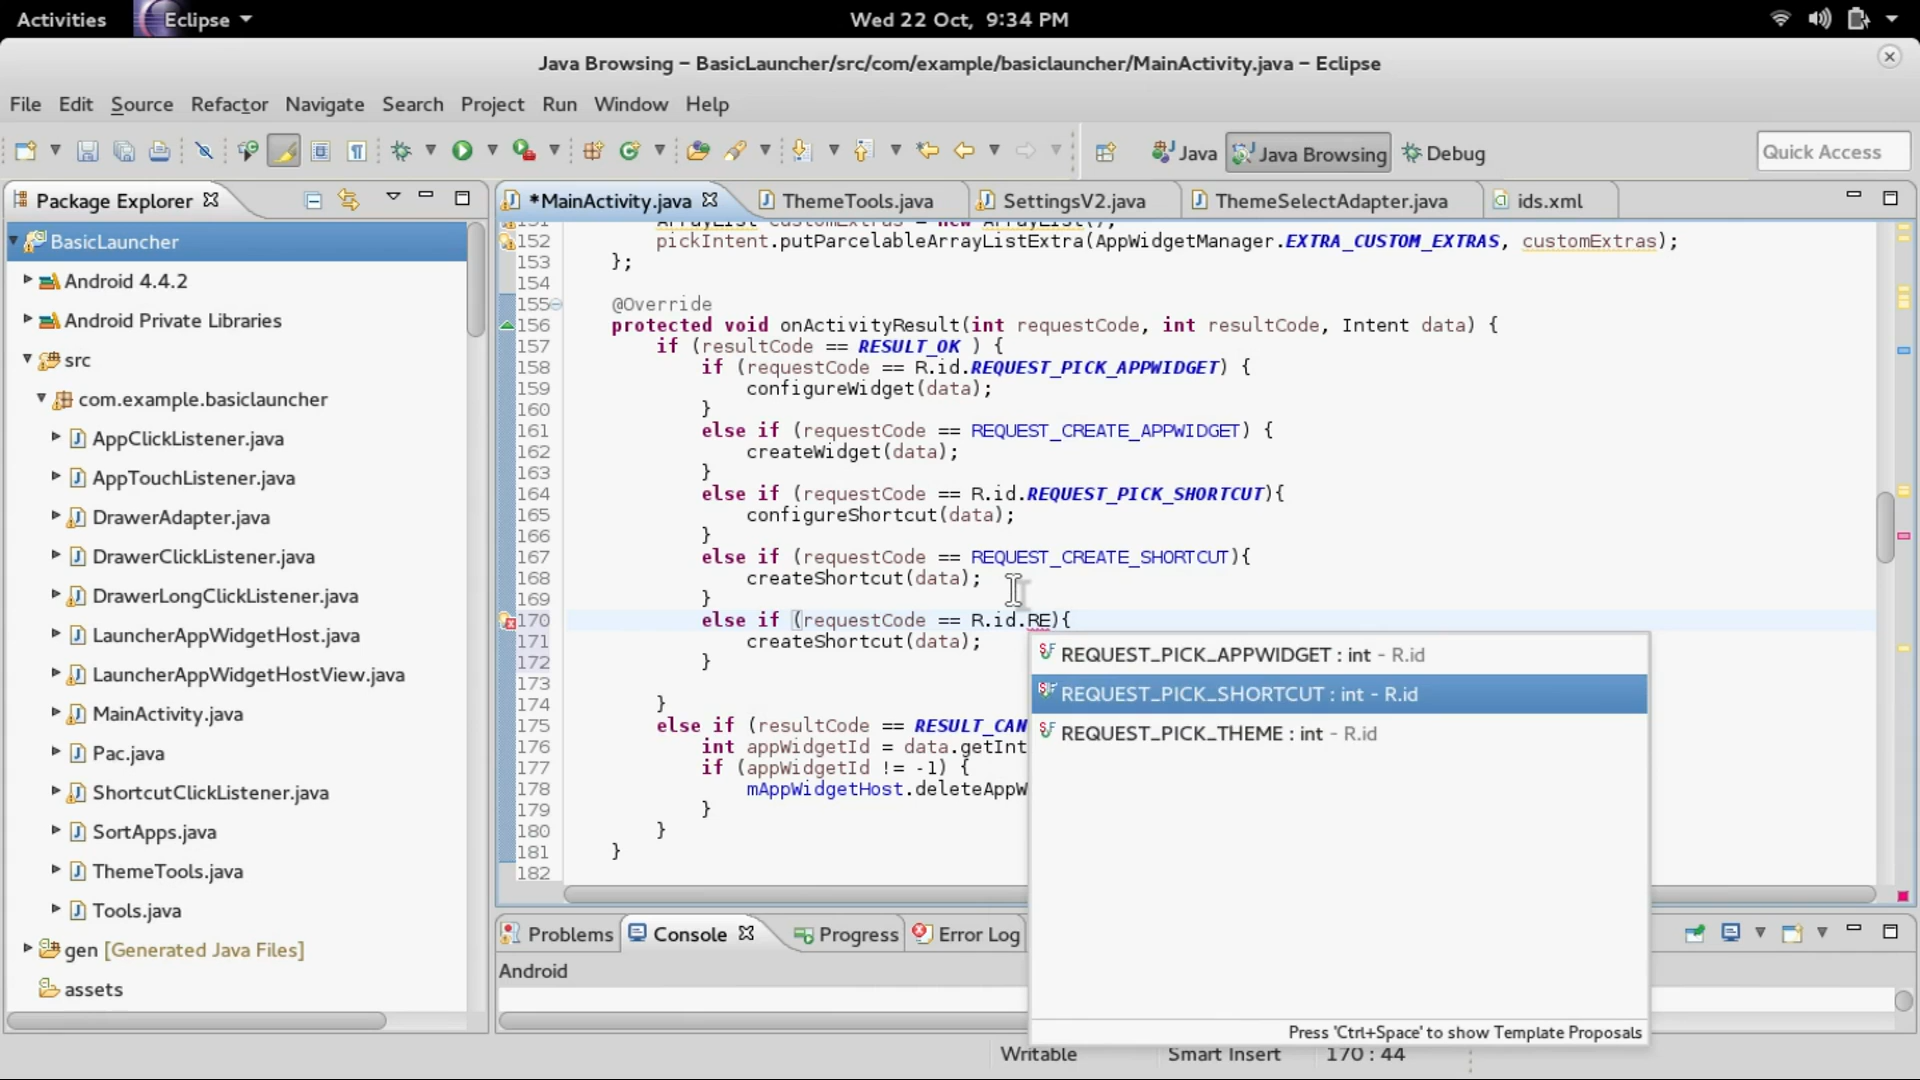 Activities Eclipse Wed 22 Oct, 9:34 PM
Java Browsing – BasicLauncher/src/com/example/basiclauncher/MainActivity.java – Eclipse
File Edit Source Refactor Navigate Search Project Run Window Help
Java Java Browsing Debug Quick Access
Package Explorer
BasicLauncher
Android 4.4.2
Android Private Libraries
src
com.example.basiclauncher
AppClickListener.java
AppTouchListener.java
DrawerAdapter.java
DrawerClickListener.java
DrawerLongClickListener.java
LauncherAppWidgetHost.java
LauncherAppWidgetHostView.java
MainActivity.java
Pac.java
ShortcutClickListener.java
SortApps.java
ThemeTools.java
Tools.java
gen [Generated Java Files]
assets
*MainActivity.java ThemeTools.java SettingsV2.java ThemeSelectAdapter.java ids.xml
151 ArrayList customExtras = new ArrayList();
152 pickIntent.putParcelableArrayListExtra(AppWidgetManager.EXTRA_CUSTOM_EXTRAS, customExtras);
153 };
154
155 @Override
156 protected void onActivityResult(int requestCode, int resultCode, Intent data) {
157 if (resultCode == RESULT_OK ) {
158 if (requestCode == R.id.REQUEST_PICK_APPWIDGET) {
159 configureWidget(data);
160 }
161 else if (requestCode == REQUEST_CREATE_APPWIDGET) {
162 createWidget(data);
163 }
164 else if (requestCode == R.id.REQUEST_PICK_SHORTCUT){
165 configureShortcut(data);
166 }
167 else if (requestCode == REQUEST_CREATE_SHORTCUT){
168 createShortcut(data);
169 }
170 else if (requestCode == R.id.RE){
171 createShortcut(data);
172 }
173
174 }
175 else if (resultCode == RESULT_CAN
176 int appWidgetId = data.getInt
177 if (appWidgetId != -1) {
178 mAppWidgetHost.deleteAppW
179 }
180 }
181 }
182
REQUEST_PICK_APPWIDGET : int - R.id
REQUEST_PICK_SHORTCUT : int - R.id
REQUEST_PICK_THEME : int - R.id
Press 'Ctrl+Space' to show Template Proposals
Problems Console Progress Error Log
Android
Writable Smart Insert 170 : 44